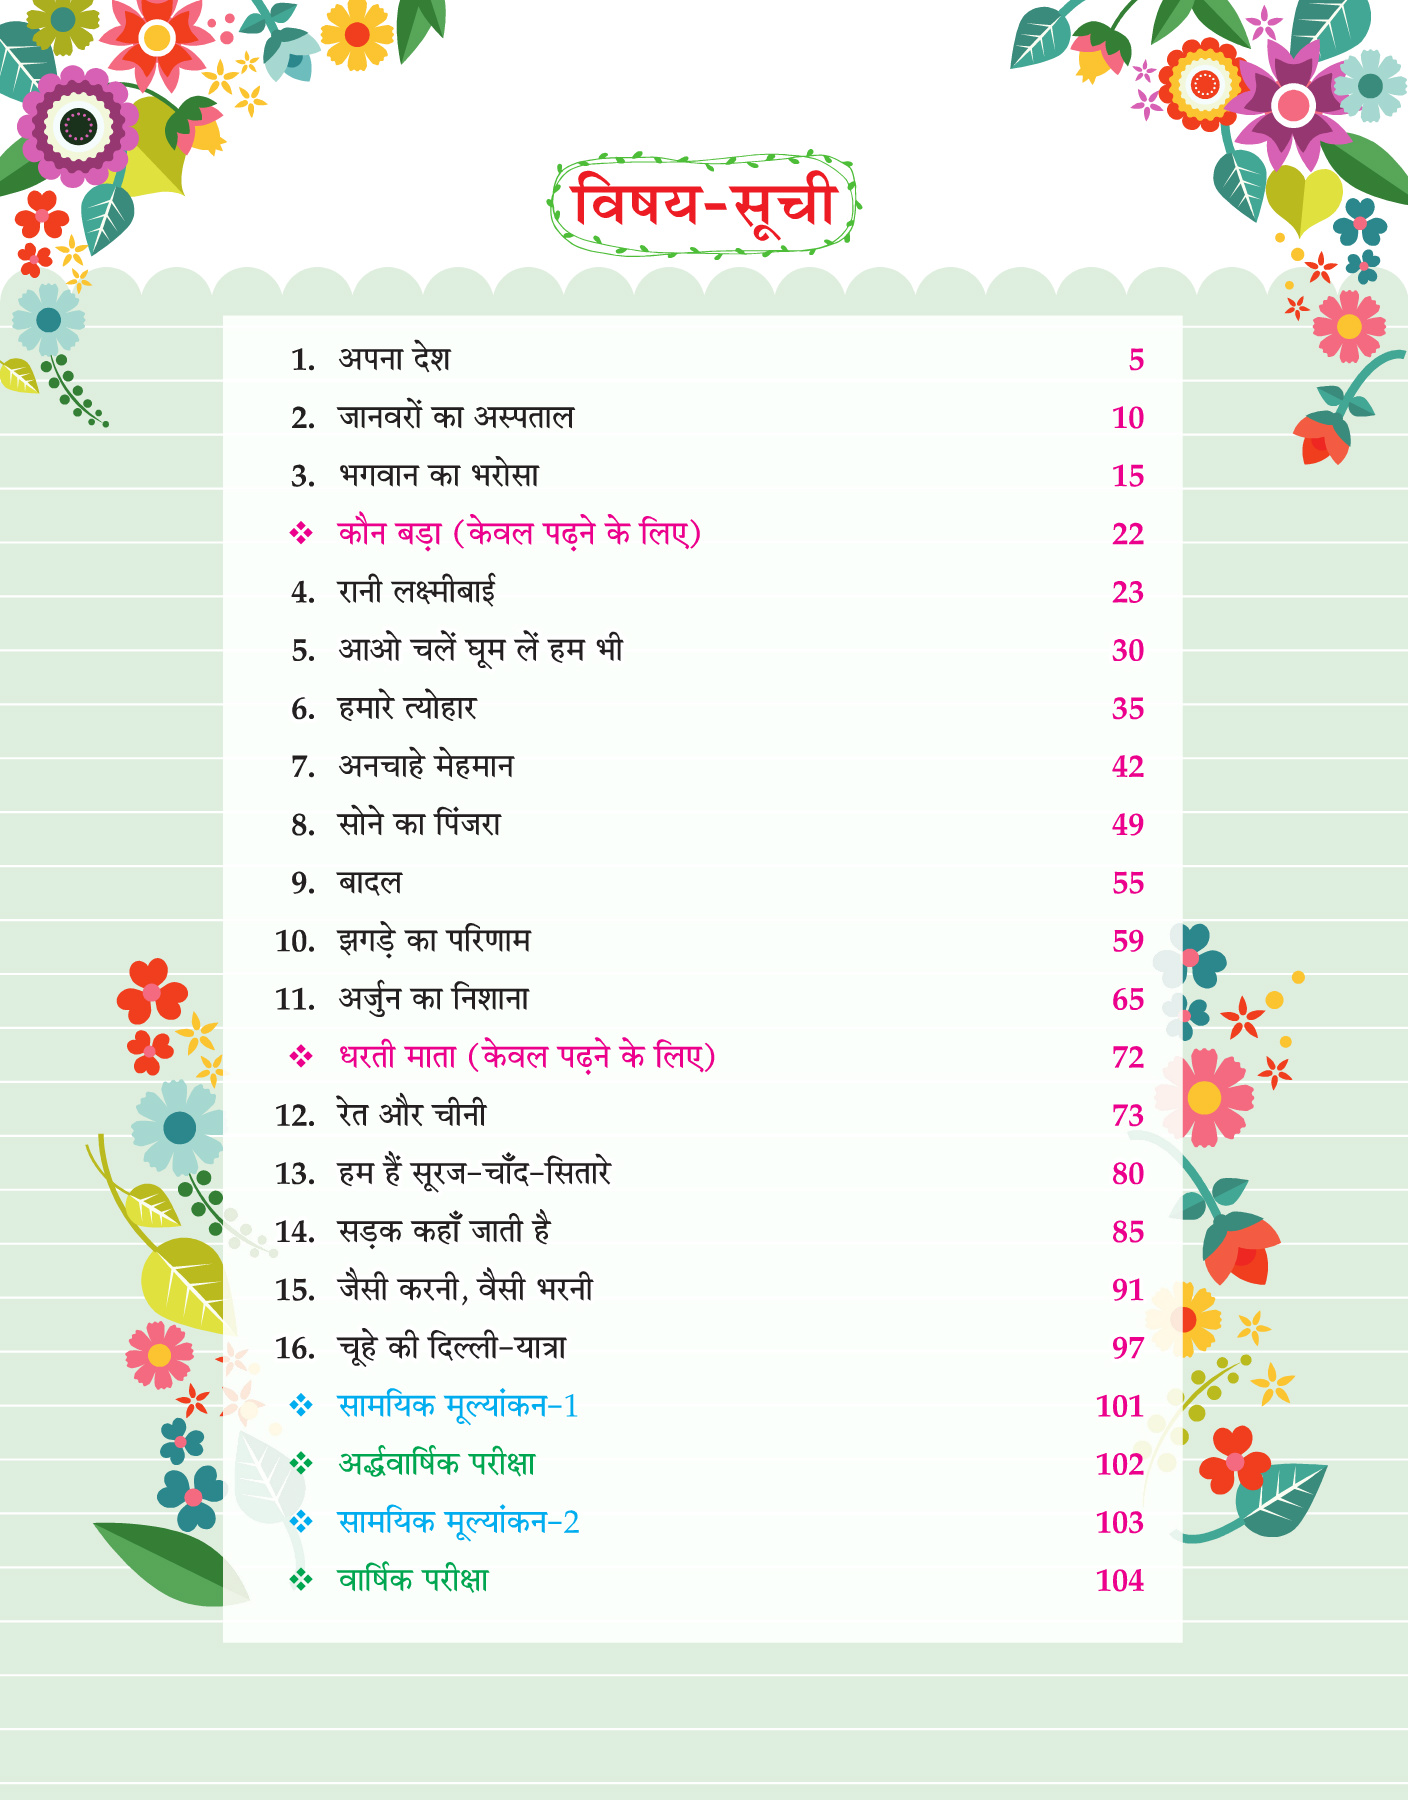 विषय-सूची
1. अपना देश 5
2. जानवरों का अस्पताल 10
3. भगवान का भरोसा 15
❖ कौन बड़ा (केवल पढ़ने के लिए) 22
4. रानी लक्ष्मीबाई 23
5. आओ चलें घूम लें हम भी 30
6. हमारे त्योहार 35
7. अनचाहे मेहमान 42
8. सोने का पिंजरा 49
9. बादल 55
10. झगड़े का परिणाम 59
11. अर्जुन का निशाना 65
❖ धरती माता (केवल पढ़ने के लिए) 72
12. रेत और चीनी 73
13. हम हैं सूरज-चाँद-सितारे 80
14. सड़क कहाँ जाती है 85
15. जैसी करनी, वैसी भरनी 91
16. चूहे की दिल्ली-यात्रा 97
❖ सामयिक मूल्यांकन-1 101
❖ अर्द्धवार्षिक परीक्षा 102
❖ सामयिक मूल्यांकन-2 103
❖ वार्षिक परीक्षा 104